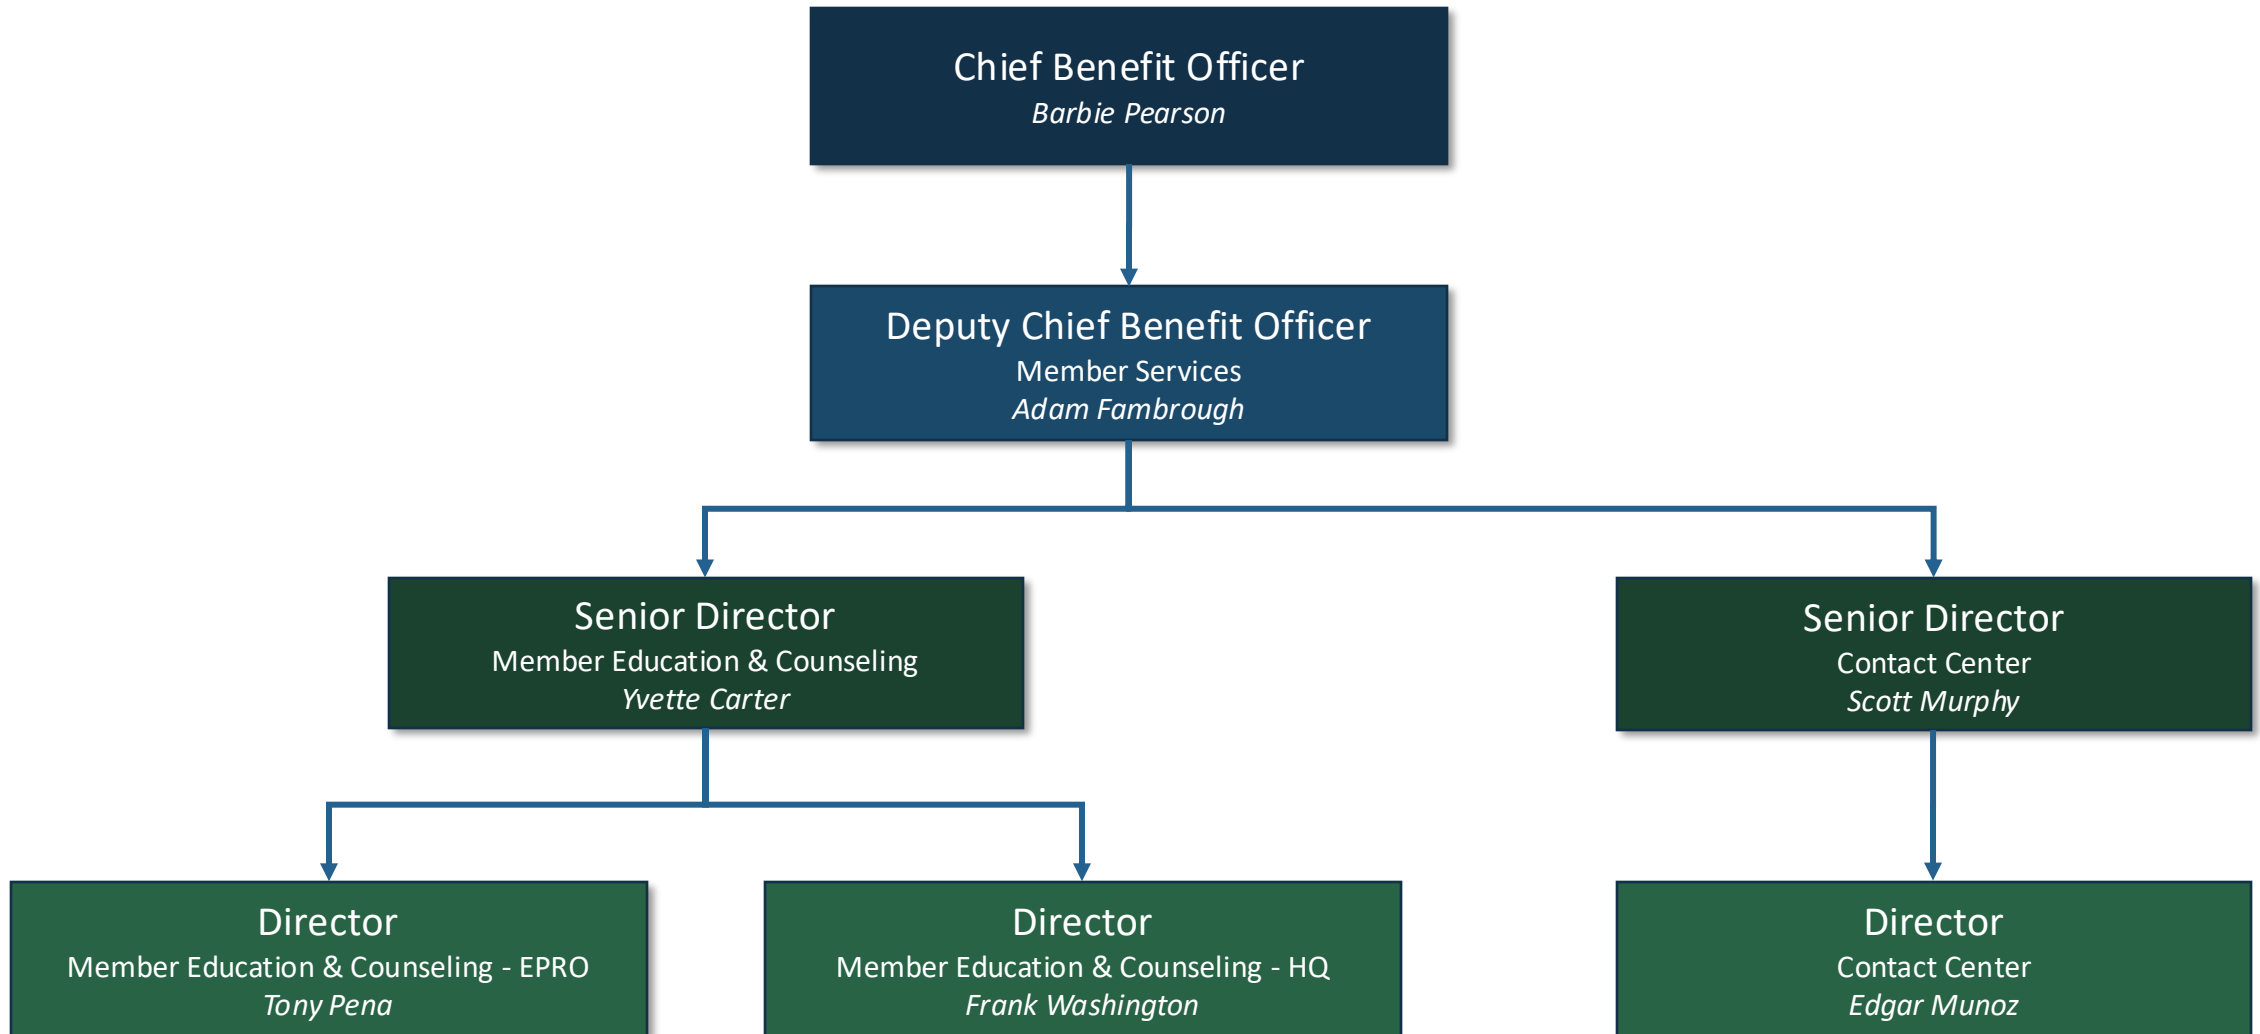 Chief Benefit Officer
Barbie Pearson
Deputy Chief Benefit Officer
Member Services
Adam Fambrough
Senior Director
Member Education & Counseling
Yvette Carter
Senior Director
Contact Center
Scott Murphy
Director
Member Education & Counseling - EPRO
Tony Pena
Director
Member Education & Counseling - HQ
Frank Washington
Director
Contact Center
Edgar Munoz